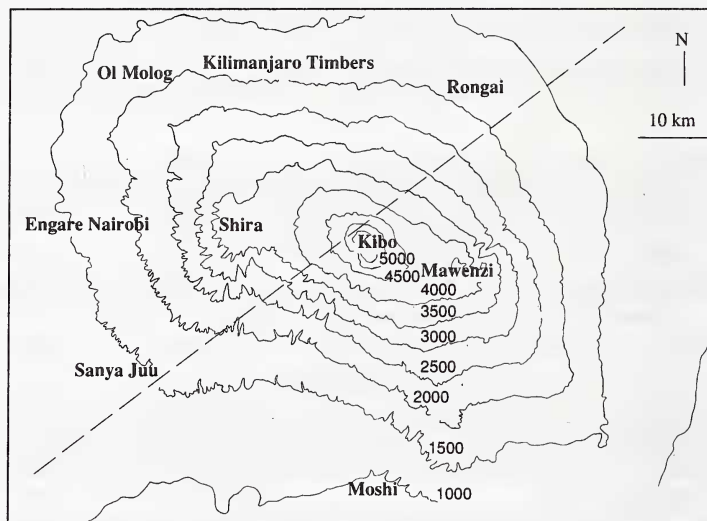 N
Kilimanjaro Timbers
Ol Molog
Rongai
10 km
Engare Nairobi
Shira
Kibo
5000
4500
Mawenzi
4000
3500
3000
2500
Sanya Juu
2000
1500
Moshi
1000